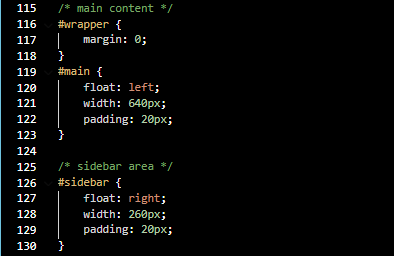 115 /* main content */
116 #wrapper {
117 margin: 0;
118 }
119 #main {
120 float: left;
121 width: 640px;
122 padding: 20px;
123 }
124
125 /* sidebar area */
126 #sidebar {
127 float: right;
128 width: 260px;
129 padding: 20px;
130 }